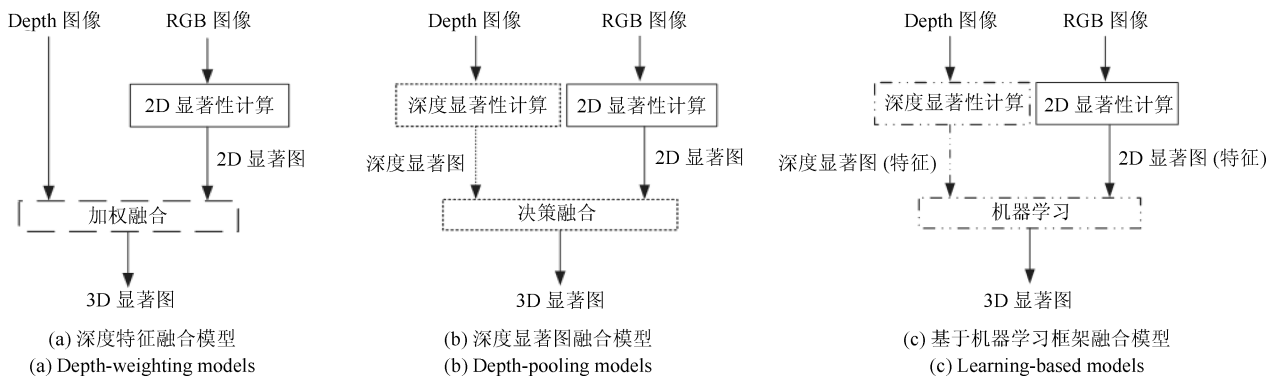 Depth 图像
RGB 图像
2D 显著性计算
2D 显著图
加权融合
3D 显著图
(a) 深度特征融合模型
(a) Depth-weighting models
Depth 图像
RGB 图像
深度显著性计算
2D 显著性计算
深度显著图
2D 显著图
决策融合
3D 显著图
(b) 深度显著图融合模型
(b) Depth-pooling models
Depth 图像
RGB 图像
深度显著性计算
2D 显著性计算
深度显著图 (特征)
2D 显著图 (特征)
机器学习
3D 显著图
(c) 基于机器学习框架融合模型
(c) Learning-based models